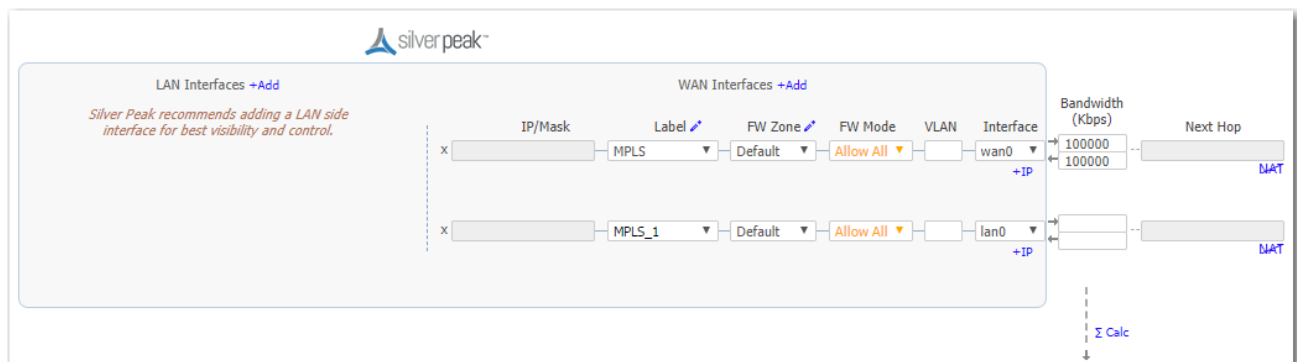 silver peak
LAN Interfaces +Add
Silver Peak recommends adding a LAN side
interface for best visibility and control.
WAN Interfaces +Add
IP/Mask Label FW Zone FW Mode VLAN Interface Bandwidth
(Kbps) Next Hop
x MPLS Default Allow All wan0 100000
100000
+IP NAT
x MPLS_1 Default Allow All lan0
+IP NAT
Σ Calc